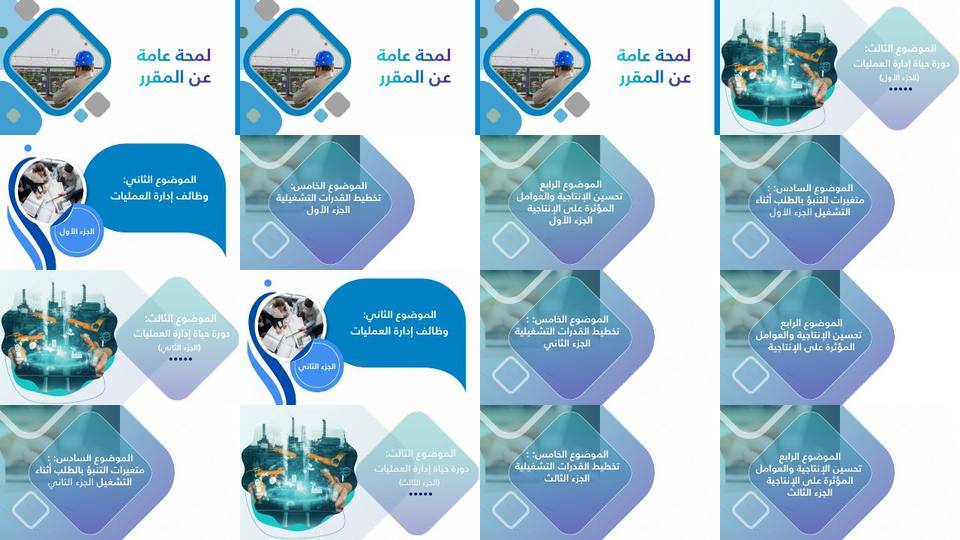 لمحة عامة
عن المقرر
لمحة عامة
عن المقرر
لمحة عامة
عن المقرر
الموضوع الثالث:
دورة حياة إدارة العمليات
(الجزء الأول)
الموضوع الثاني:
وظائف إدارة العمليات
الجزء الأول
الموضوع الخامس:
تخطيط القدرات التشغيلية
الجزء الأول
الموضوع الرابع
تحسين الإنتاجية والعوامل
المؤثرة على الإنتاجية
الجزء الأول
الموضوع السادس: :
متغيرات التنبؤ بالطلب أثناء
التشغيل الجزء الأول
الموضوع الثالث:
دورة حياة إدارة العمليات
(الجزء الثاني)
الموضوع الثاني:
وظائف إدارة العمليات
الجزء الثاني
الموضوع الخامس: :
تخطيط القدرات التشغيلية
الجزء الثاني
الموضوع الرابع
تحسين الإنتاجية والعوامل
المؤثرة على الإنتاجية
الموضوع السادس: :
متغيرات التنبؤ بالطلب أثناء
التشغيل الجزء الثاني
الموضوع الثالث:
دورة حياة إدارة العمليات
(الجزء الثالث)
الموضوع الخامس: :
تخطيط القدرات التشغيلية
الجزء الثالث
الموضوع الرابع
تحسين الإنتاجية والعوامل
المؤثرة على الإنتاجية
الجزء الثالث